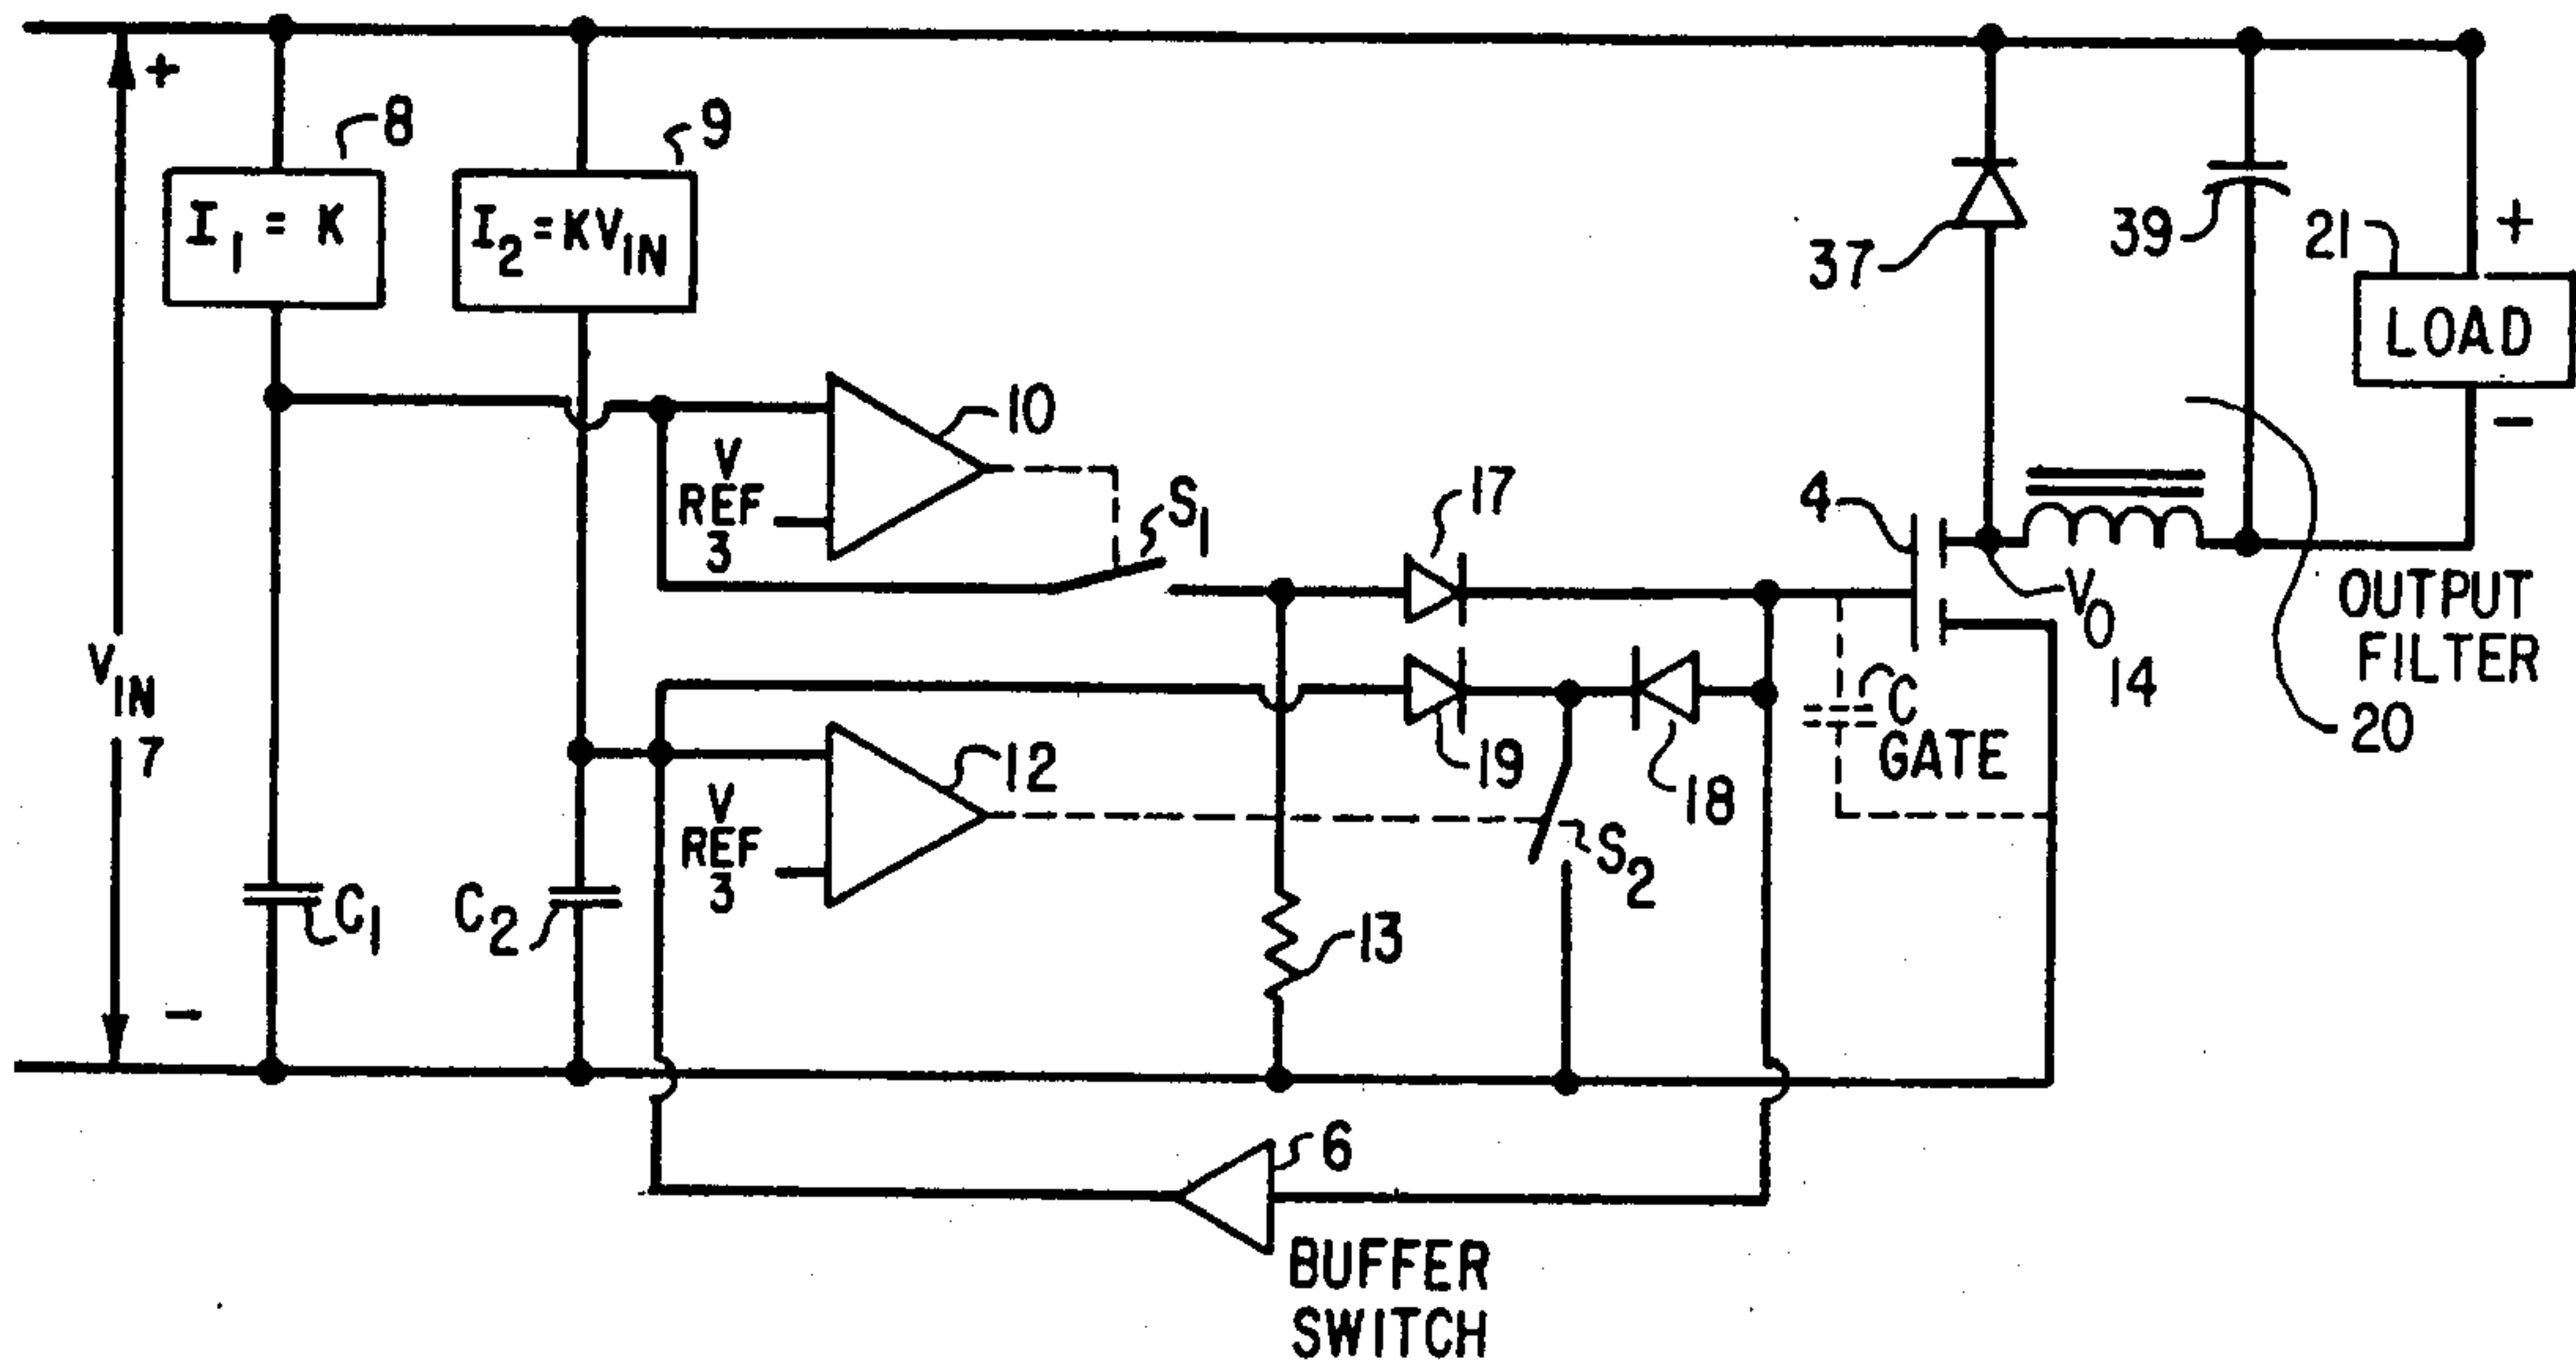 +
8
9
I1 = K
I2 = KVIN
37
39
21
+
LOAD
-
10
V
REF
3
S1
17
4
VO
14
OUTPUT
FILTER
20
VIN
7
C
GATE
12
19
18
V
REF
3
S2
C1
C2
13
-
6
BUFFER
SWITCH